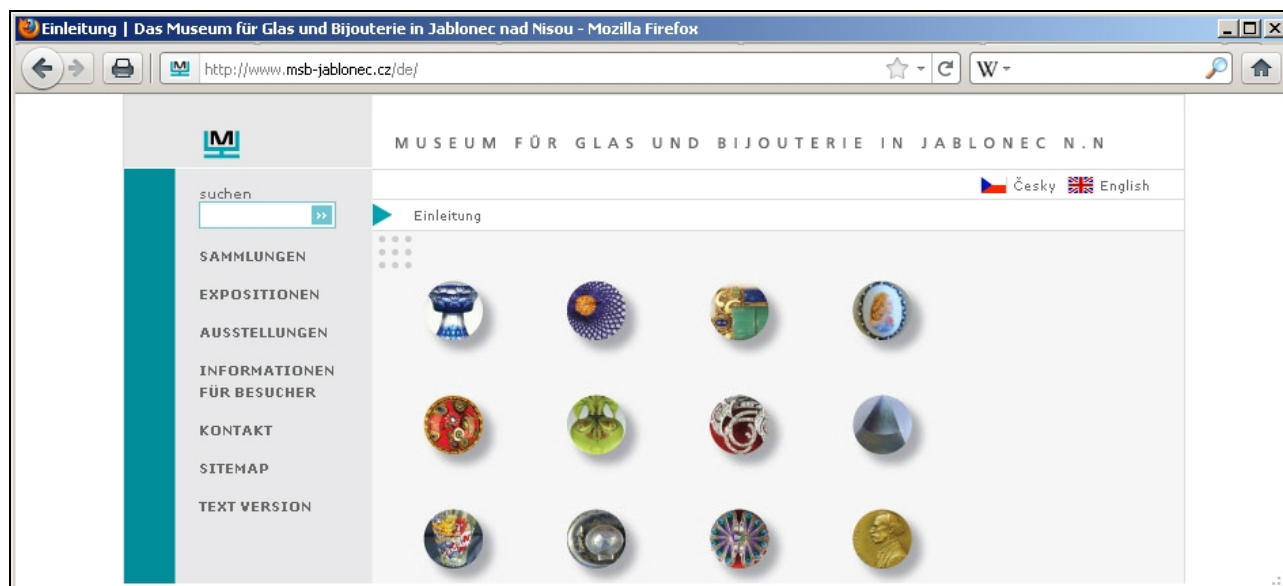 Einleitung | Das Museum für Glas und Bijouterie in Jablonec nad Nisou - Mozilla Firefox
http://www.msb-jablonec.cz/de/
W
M
MUSEUM FÜR GLAS UND BIJOUTERIE IN JABLONEC N.N
Česky English
suchen
»
Einleitung
SAMMLUNGEN
EXPOSITIONEN
AUSSTELLUNGEN
INFORMATIONEN
FÜR BESUCHER
KONTAKT
SITEMAP
TEXT VERSION